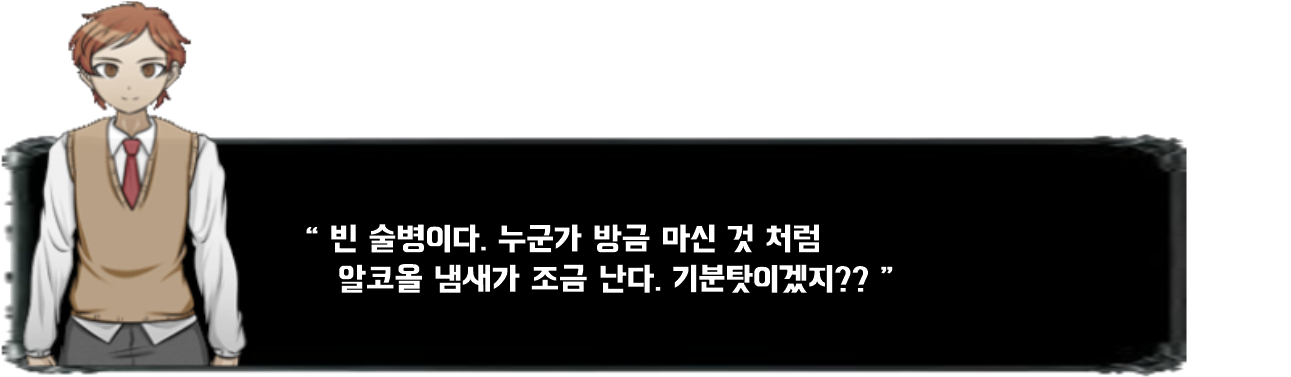 “ 빈 술병이다. 누군가 방금 마신 것 처럼
알코올 냄새가 조금 난다. 기분탓이겠지?? ”